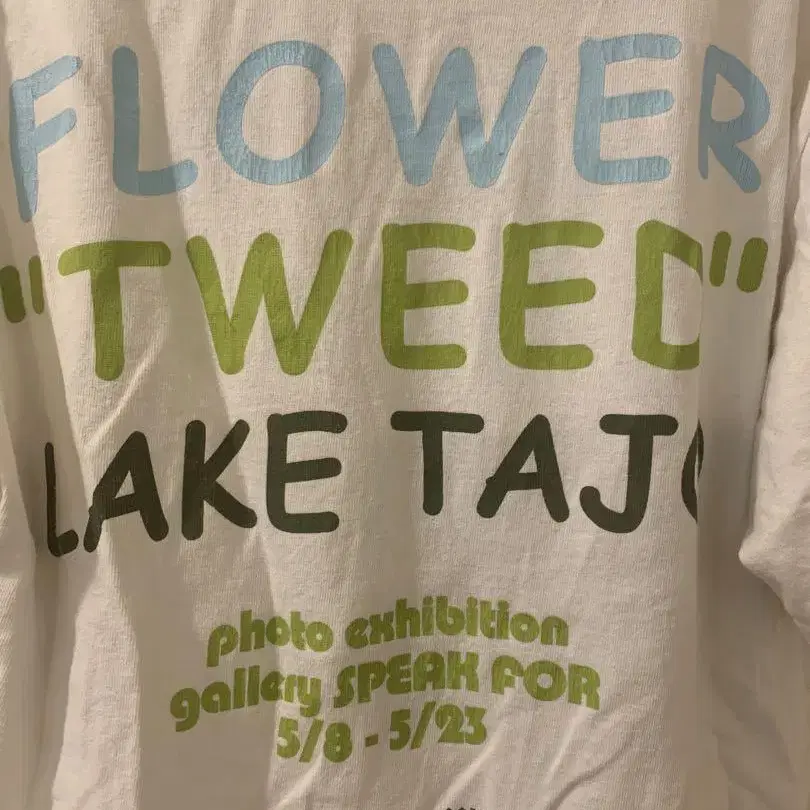 FLOWER
"TWEED"
LAKE TAJO
photo exhibition
gallery SPEAK FOR
5/8 - 5/23